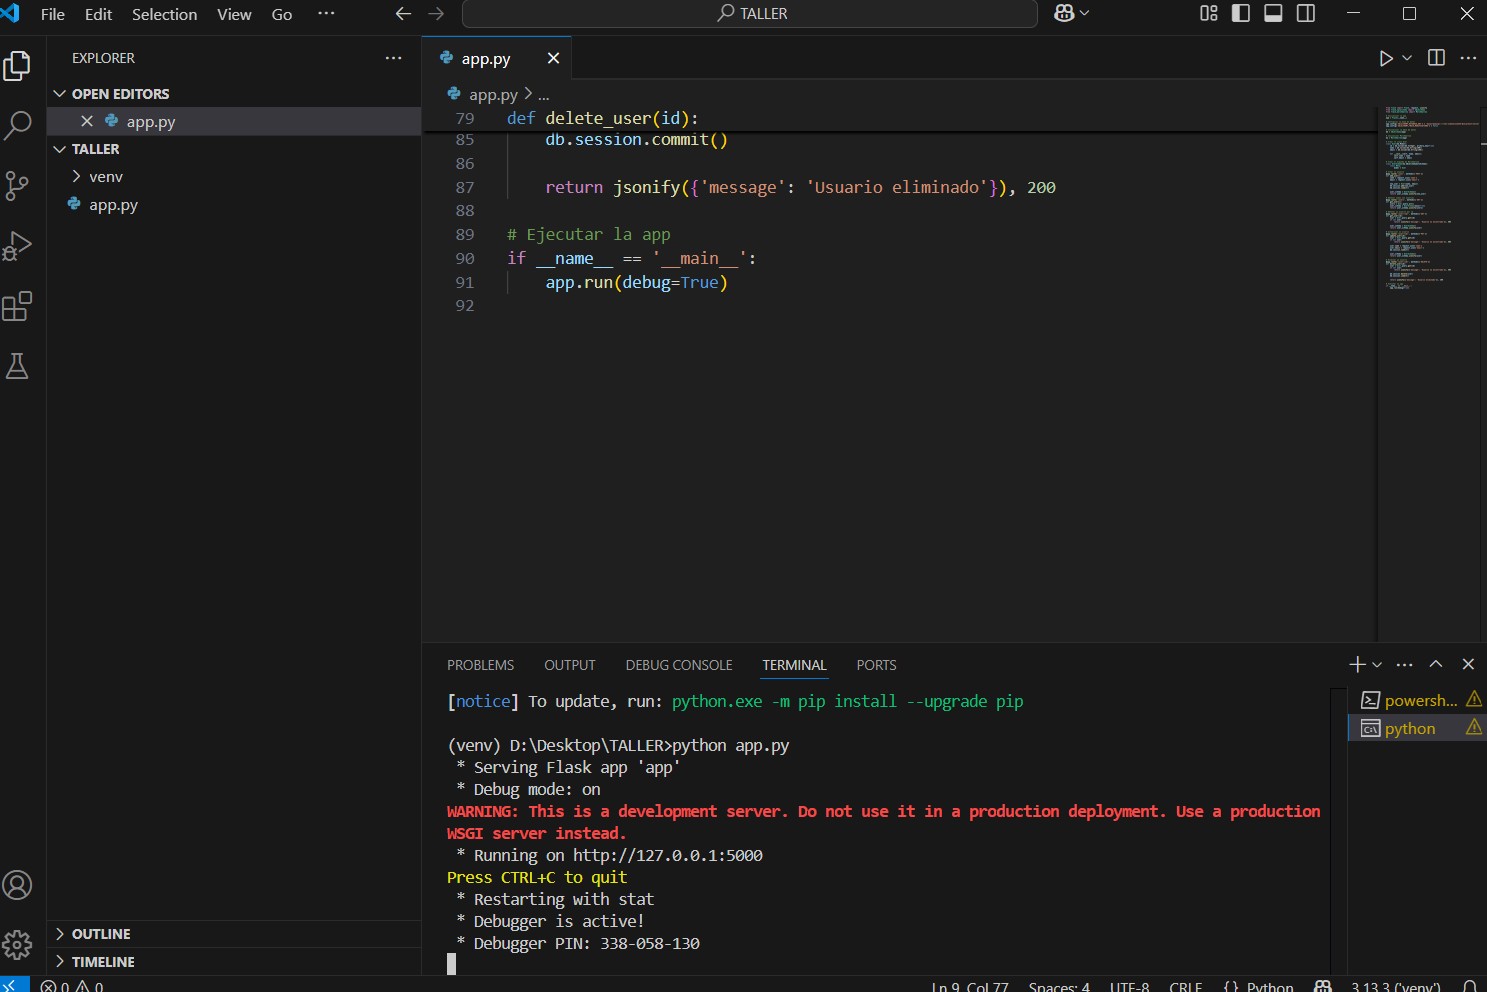 File Edit Selection View Go ··· TALLER
EXPLORER ···
OPEN EDITORS
app.py
TALLER
venv
app.py
OUTLINE
TIMELINE
app.py
app.py > ...
79 def delete_user(id):
85 db.session.commit()
86
87 return jsonify({'message': 'Usuario eliminado'}), 200
88
89 # Ejecutar la app
90 if __name__ == '__main__':
91 app.run(debug=True)
92
PROBLEMS OUTPUT DEBUG CONSOLE TERMINAL PORTS
[notice] To update, run: python.exe -m pip install --upgrade pip
(venv) D:\Desktop\TALLER>python app.py
* Serving Flask app 'app'
* Debug mode: on
WARNING: This is a development server. Do not use it in a production deployment. Use a production
WSGI server instead.
* Running on http://127.0.0.1:5000
Press CTRL+C to quit
* Restarting with stat
* Debugger is active!
* Debugger PIN: 338-058-130
powersh...
python
0 0 Ln 9, Col 77 Spaces: 4 UTF-8 CRLF {} Python 3.13.3 ('venv')